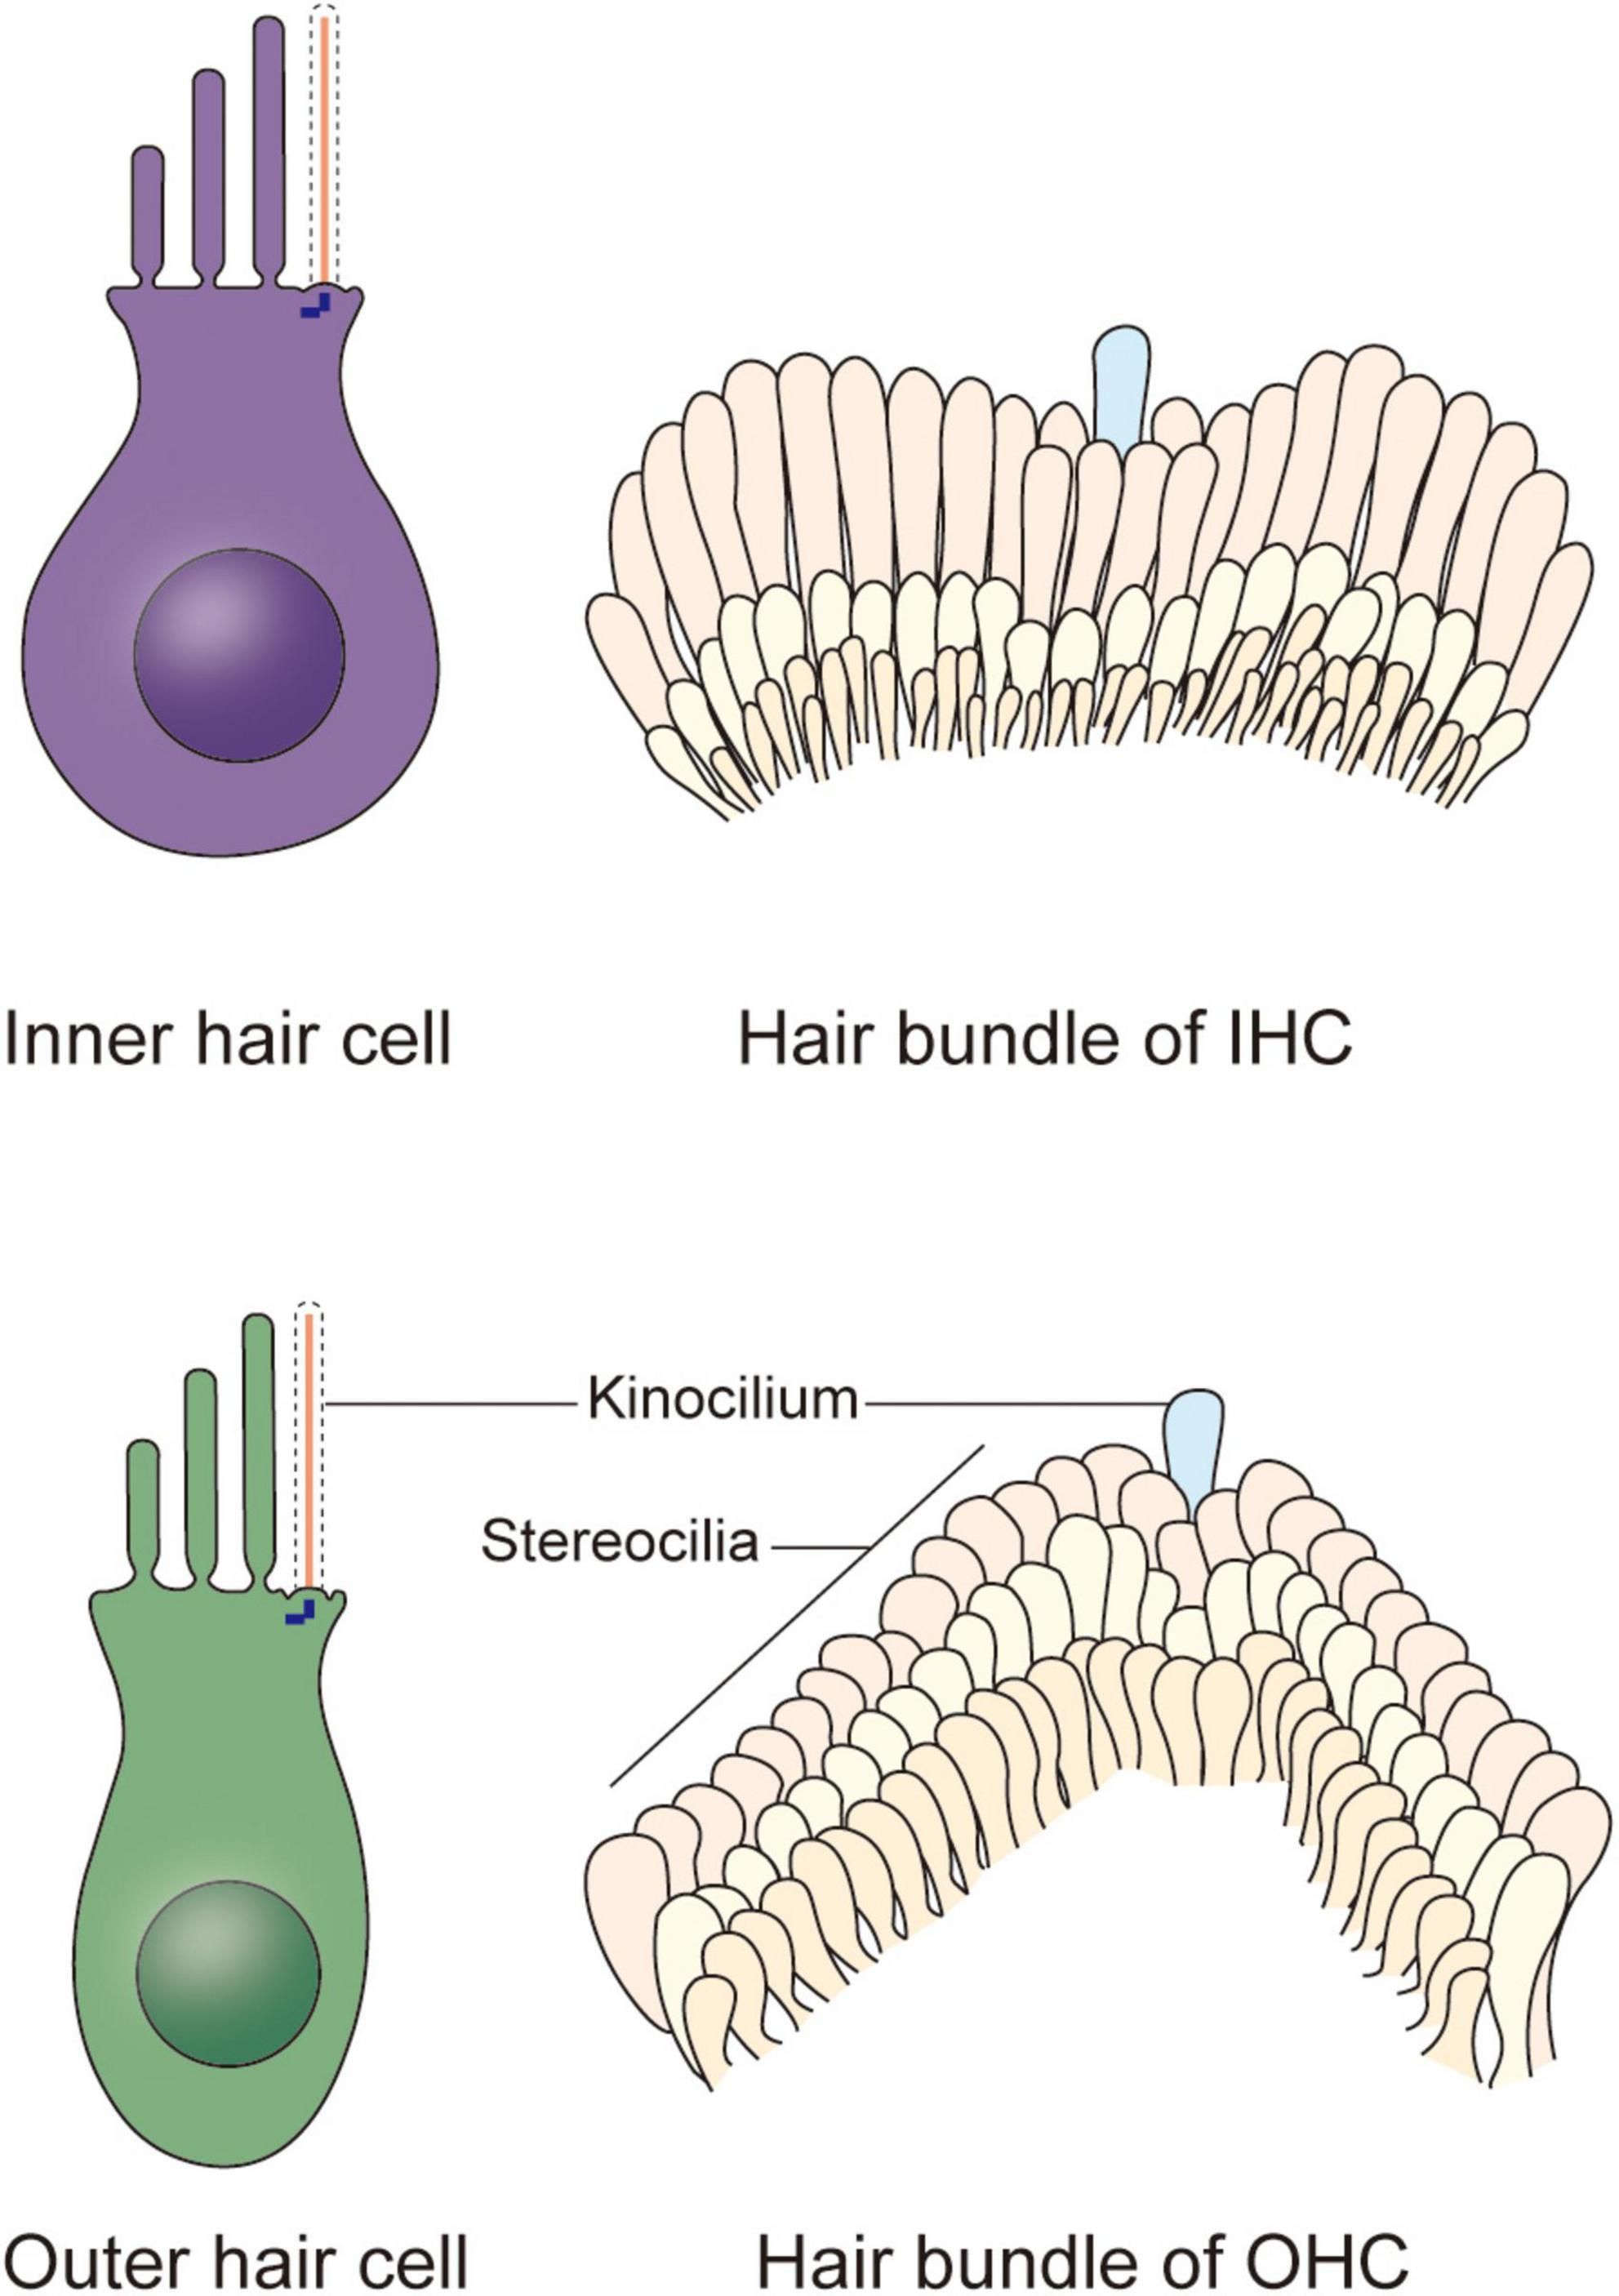 Inner hair cell
Hair bundle of IHC
Kinocilium
Stereocilia
Outer hair cell
Hair bundle of OHC